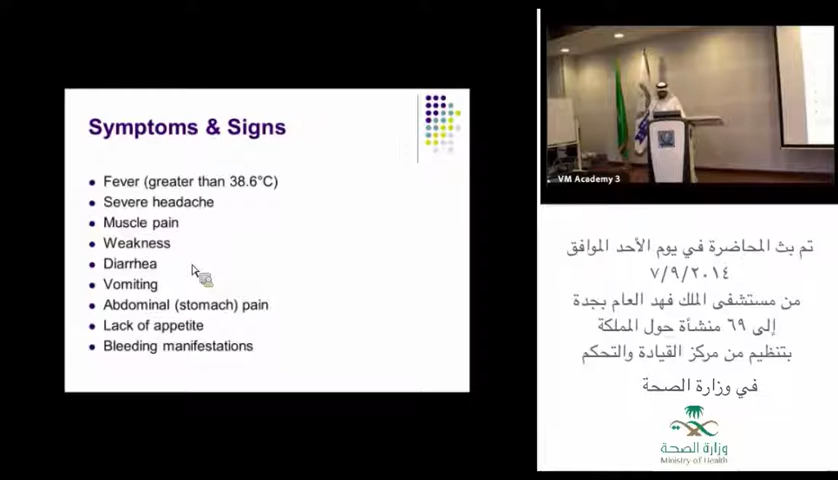 Symptoms & Signs
Fever (greater than 38.6°C)
Severe headache
Muscle pain
Weakness
Diarrhea
Vomiting
Abdominal (stomach) pain
Lack of appetite
Bleeding manifestations
VM Academy 3
تم بث المحاضرة في يوم الأحد الموافق
٧/٩/٢٠١٤
من مستشفى الملك فهد العام بجدة
إلى ٦٩ منشأة حول المملكة
بتنظيم من مركز القيادة والتحكم
في وزارة الصحة
وزارة الصحة
Ministry of Health